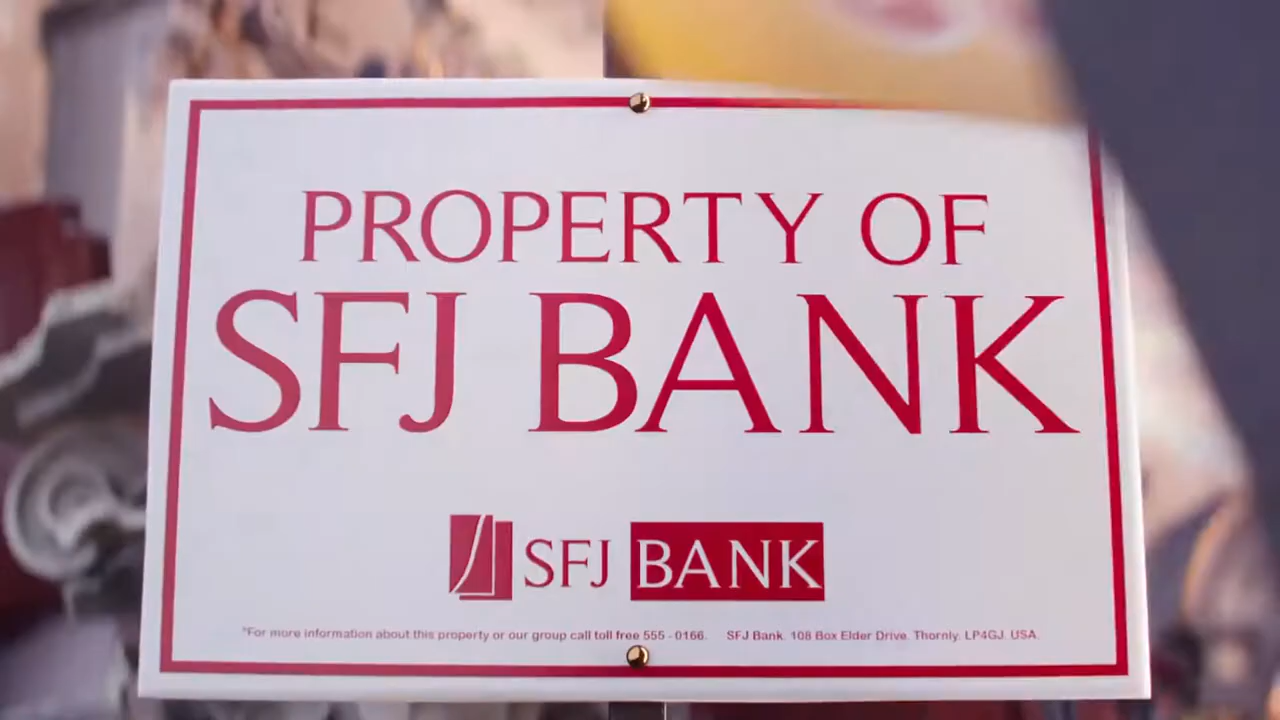 PROPERTY OF
SFJ BANK
SFJ BANK
*For more information about this property or our group call toll free 555 - 0166. SFJ Bank. 108 Box Elder Drive. Thornly. LP4GJ. USA.